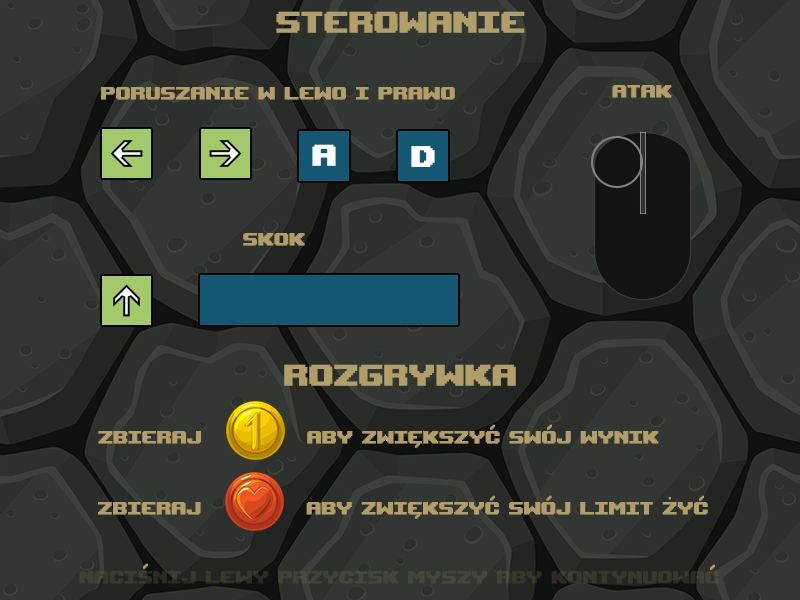 STEROWANIE
PORUSZANIE W LEWO I PRAWO
ATAK
A D
SKOK
ROZGRYWKA
ZBIERAJ 1 ABY ZWIĘKSZYĆ SWÓJ WYNIK
ZBIERAJ ABY ZWIĘKSZYĆ SWÓJ LIMIT ŻYĆ
NACIŚNIJ LEWY PRZYCISK MYSZY ABY KONTYNUOWAĆ